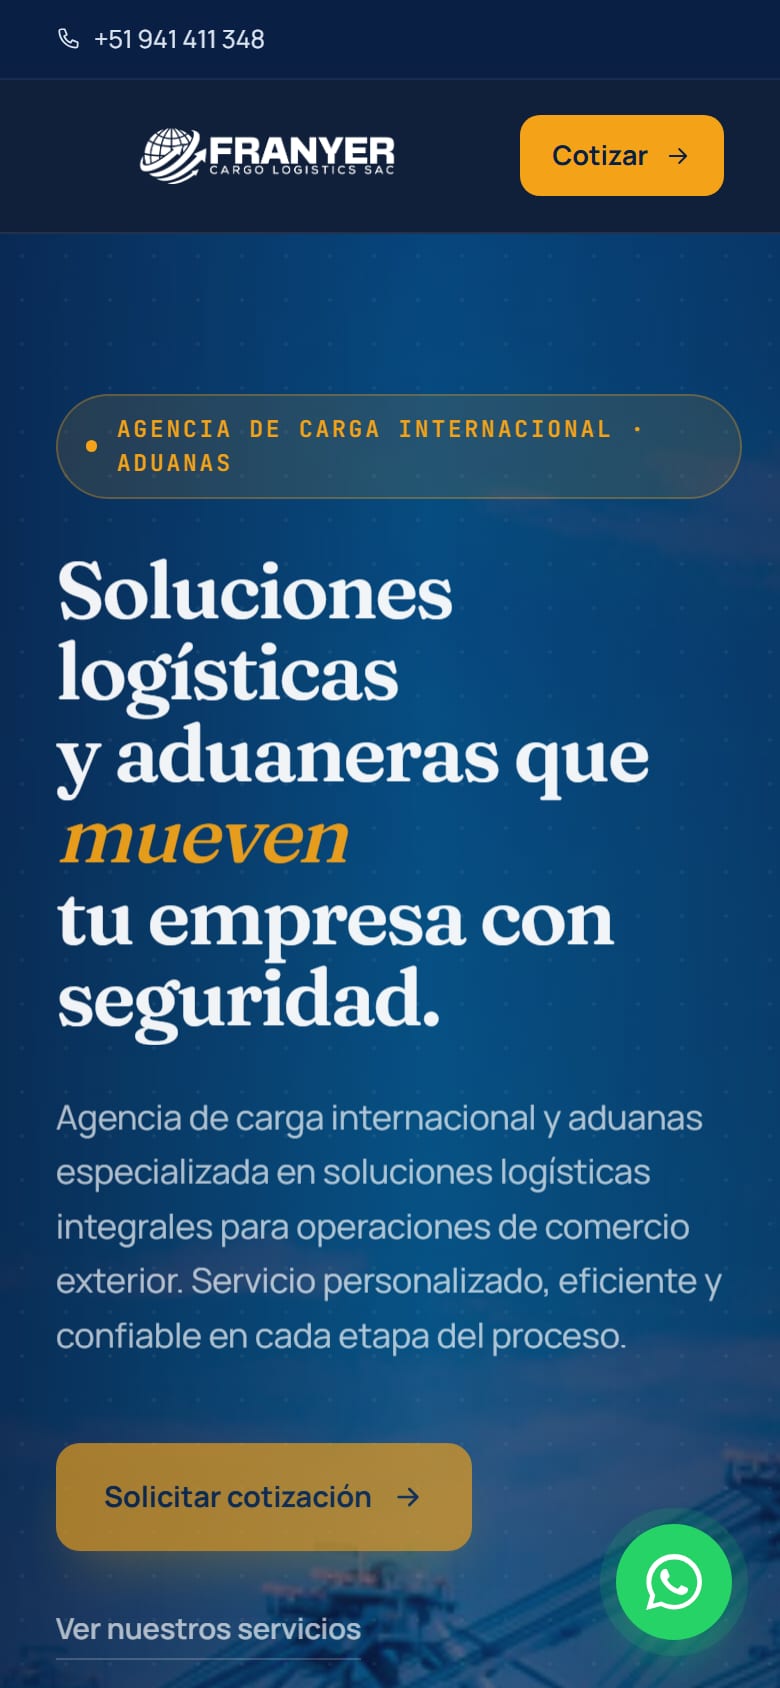 +51 941 411 348
FRANYER
CARGO LOGISTICS SAC
Cotizar →
AGENCIA DE CARGA INTERNACIONAL ·
ADUANAS
Soluciones
logísticas
y aduaneras que
mueven
tu empresa con
seguridad.
Agencia de carga internacional y aduanas
especializada en soluciones logísticas
integrales para operaciones de comercio
exterior. Servicio personalizado, eficiente y
confiable en cada etapa del proceso.
Solicitar cotización →
Ver nuestros servicios